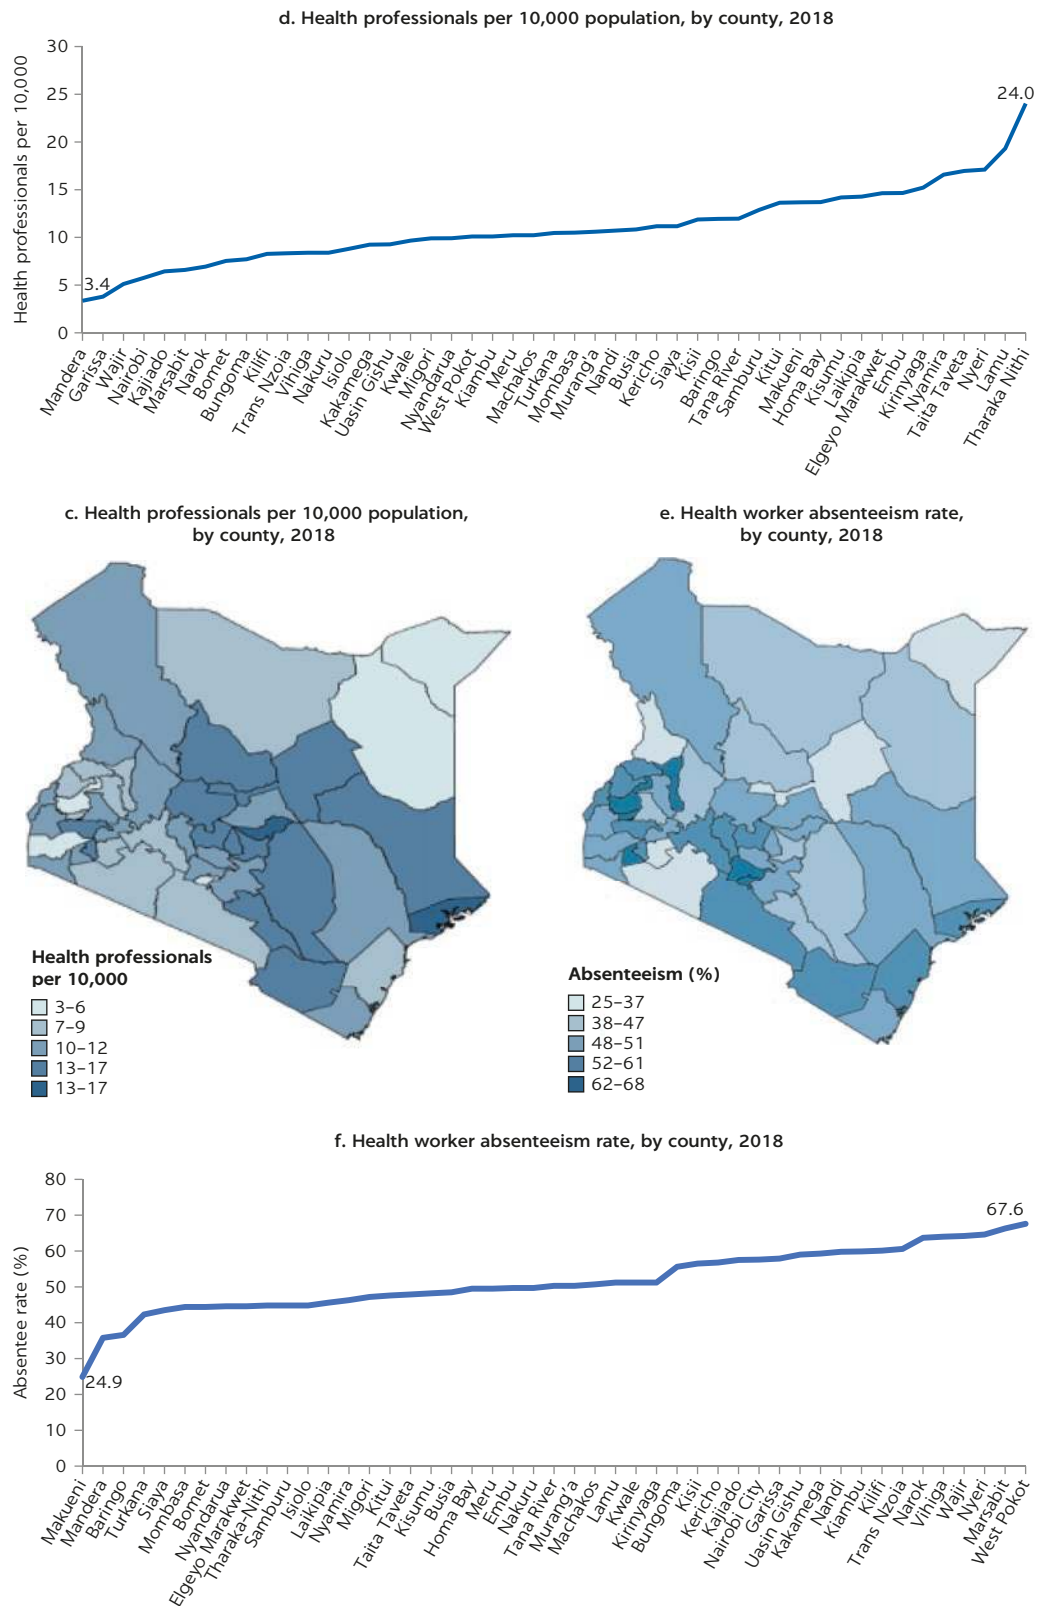 d. Health professionals per 10,000 population, by county, 2018
Health professionals per 10,000
30
25
20
15
10
5
0
3.4
24.0
Mandera
Garissa
Wajir
Nairobi
Kajiado
Marsabit
Narok
Bomet
Bungoma
Kilifi
Trans Nzoia
Vihiga
Nakuru
Isiolo
Kakamega
Uasin Gishu
Kwale
Migori
Nyandarua
West Pokot
Kiambu
Meru
Machakos
Turkana
Mombasa
Murang'a
Nandi
Busia
Kericho
Siaya
Kisii
Baringo
Tana River
Samburu
Kitui
Makueni
Homa Bay
Kisumu
Laikipia
Elgeyo Marakwet
Embu
Kirinyaga
Nyamira
Taita Taveta
Nyeri
Lamu
Tharaka Nithi
c. Health professionals per 10,000 population,
by county, 2018
Health professionals
per 10,000
3–6
7–9
10–12
13–17
13–17
e. Health worker absenteeism rate,
by county, 2018
Absenteeism (%)
25–37
38–47
48–51
52–61
62–68
f. Health worker absenteeism rate, by county, 2018
Absentee rate (%)
80
70
60
50
40
30
20
10
0
24.9
67.6
Makueni
Mandera
Baringo
Turkana
Siaya
Mombasa
Bomet
Nyandarua
Elgeyo Marakwet
Tharaka-Nithi
Samburu
Isiolo
Laikipia
Nyamira
Migori
Kitui
Taita Taveta
Kisumu
Busia
Homa Bay
Meru
Embu
Nakuru
Tana River
Murang'a
Machakos
Lamu
Kwale
Kirinyaga
Bungoma
Kisii
Kericho
Kajiado
Nairobi City
Garissa
Uasin Gishu
Kakamega
Nandi
Kiambu
Kilifi
Trans Nzoia
Narok
Vihiga
Wajir
Nyeri
Marsabit
West Pokot